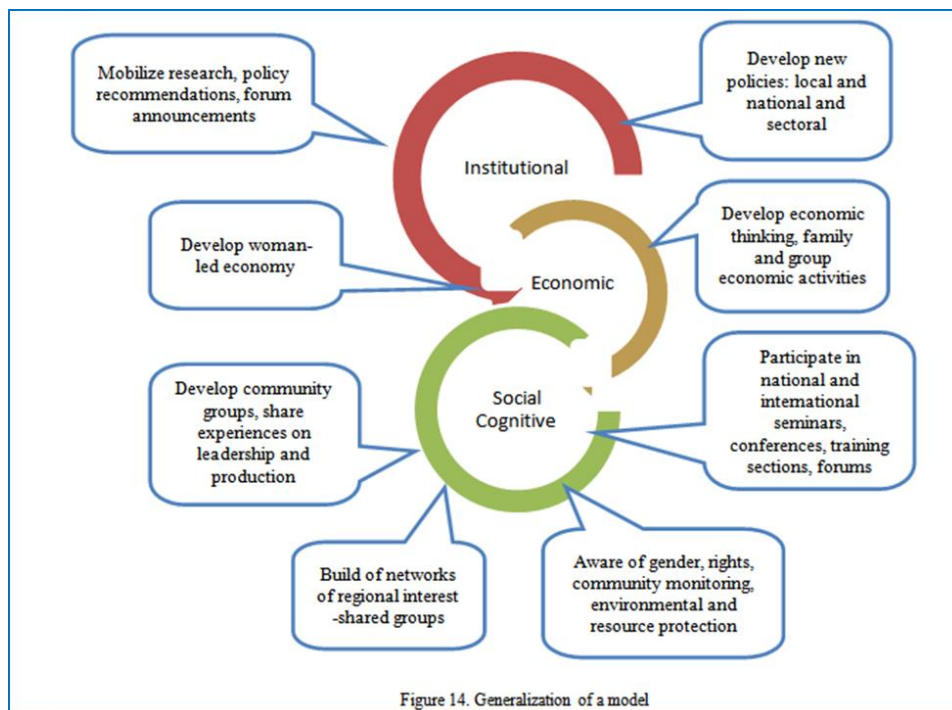 Mobilize research, policy
recommendations, forum
announcements
Develop new
policies: local and
national and
sectoral
Institutional
Develop woman-
led economy
Develop economic
thinking, family
and group
economic activities
Economic
Develop community
groups, share
experiences on
leadership and
production
Social
Cognitive
Participate in
national and
international
seminars,
conferences, training
sections, forums
Build of networks
of regional interest
-shared groups
Aware of gender, rights,
community monitoring,
environmental and
resource protection
Figure 14. Generalization of a model